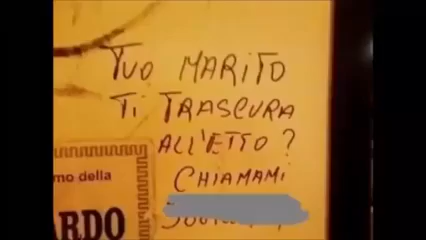 TUO MARITO
TI TRASCURA
ALL'ETTO?
CHIAMAMI
mo della
ARDO